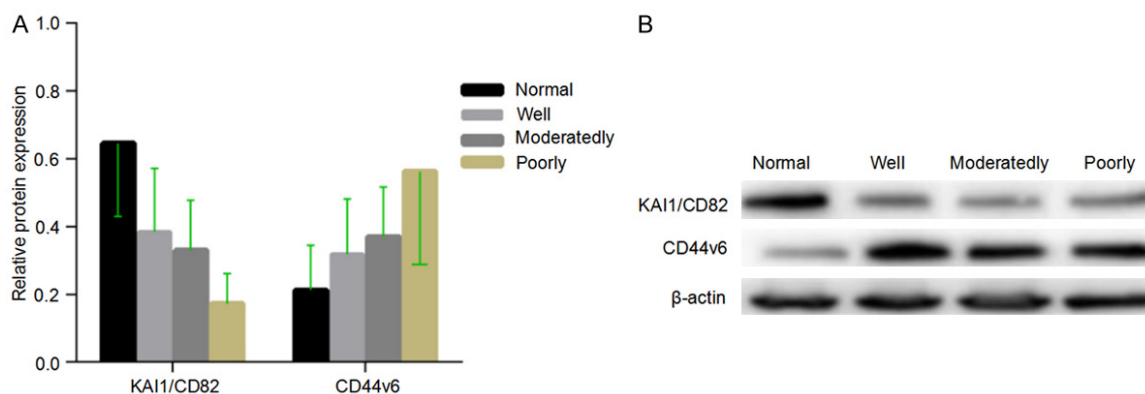 A
Relative protein expression
1.0
0.8
0.6
0.4
0.2
0.0
KAI1/CD82
CD44v6
Normal
Well
Moderatedly
Poorly
B
Normal Well Moderatedly Poorly
KAI1/CD82
CD44v6
β-actin